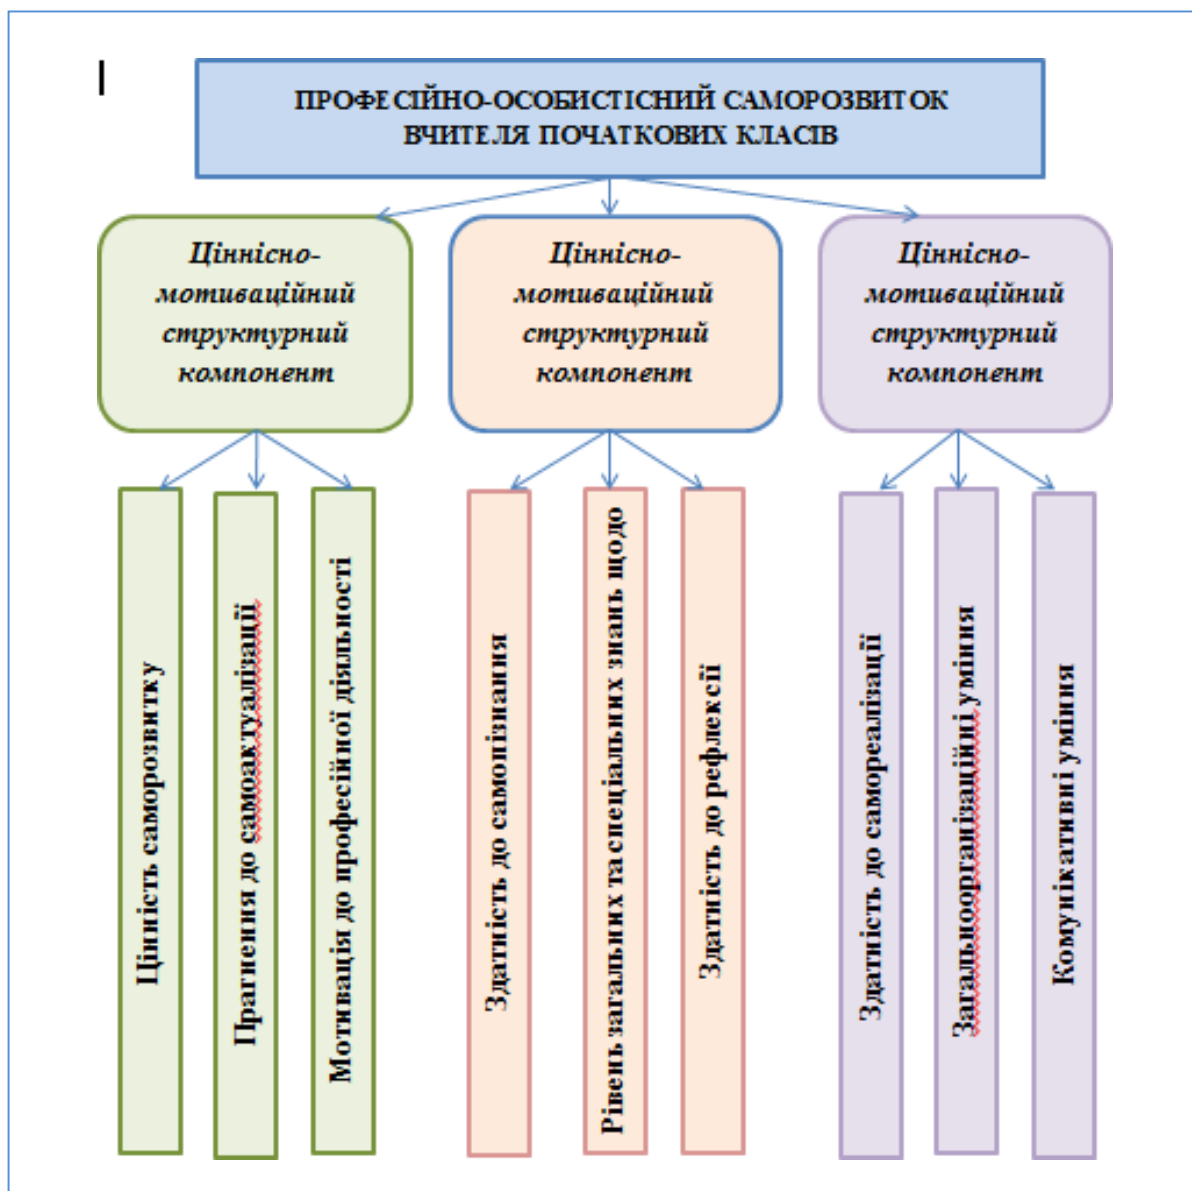 ПРОФЕСІЙНО-ОСОБИСТІСНИЙ САМОРОЗВИТОК
ВЧИТЕЛЯ ПОЧАТКОВИХ КЛАСІВ
Ціннісно-
мотиваційний
структурний
компонент
Ціннісно-
мотиваційний
структурний
компонент
Ціннісно-
мотиваційний
структурний
компонент
Цінність саморозвитку
Прагнення до самоактуалізації
Мотивація до професійної діяльності
Здатність до самопізнання
Рівень загальних та спеціальних знань щодо
Здатність до рефлексії
Здатність до самореалізації
Загальноорганізаційні уміння
Комунікативні уміння